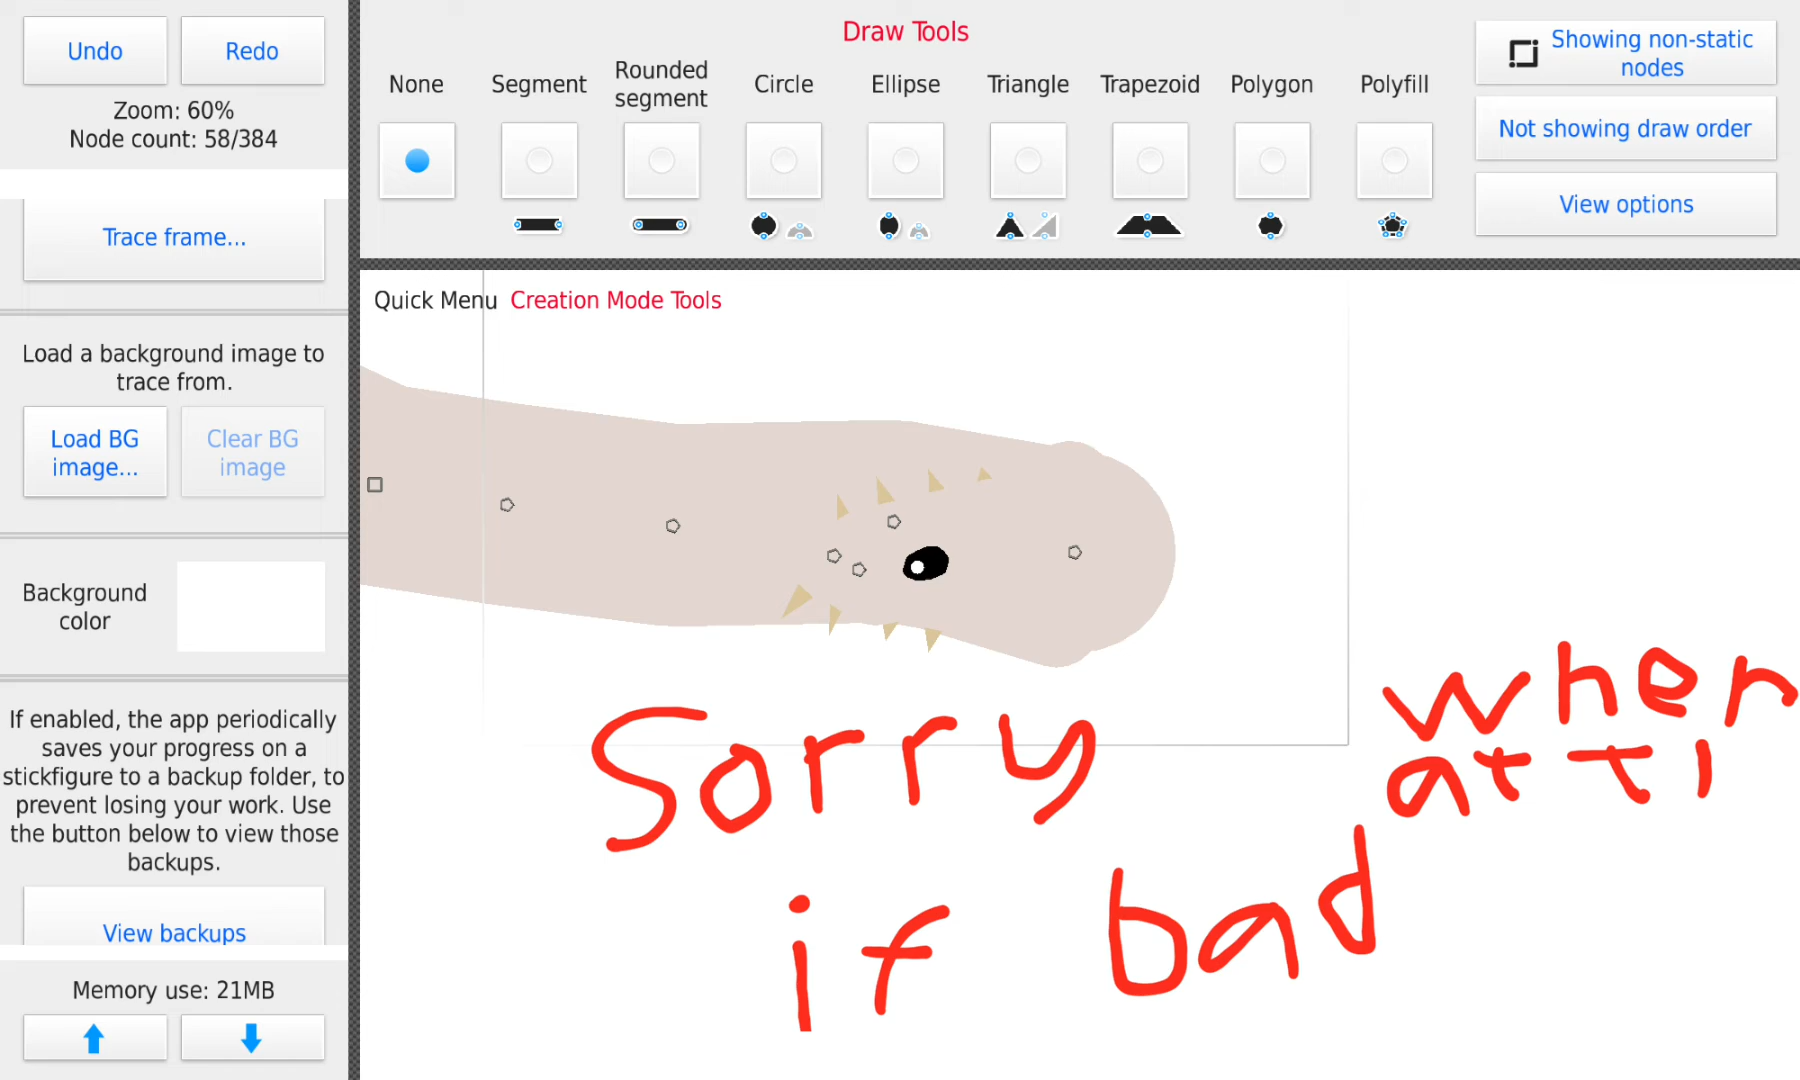 Undo Redo
Zoom: 60%
Node count: 58/384
Trace frame...
Load a background image to
trace from.
Load BG
image...
Clear BG
image
Background
color
If enabled, the app periodically
saves your progress on a
stickfigure to a backup folder, to
prevent losing your work. Use
the button below to view those
backups.
View backups
Memory use: 21MB
Draw Tools
None Segment Rounded
segment Circle Ellipse Triangle Trapezoid Polygon Polyfill
Showing non-static
nodes
Not showing draw order
View options
Quick Menu Creation Mode Tools
Sorry
if bad
wher
atti